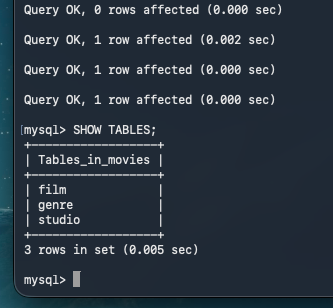 Query OK, 0 rows affected (0.000 sec)
Query OK, 1 row affected (0.002 sec)
Query OK, 1 row affected (0.000 sec)
Query OK, 1 row affected (0.000 sec)
[mysql> SHOW TABLES;
+------------------+
| Tables_in_movies |
+------------------+
| film             |
| genre            |
| studio           |
+------------------+
3 rows in set (0.005 sec)
mysql>